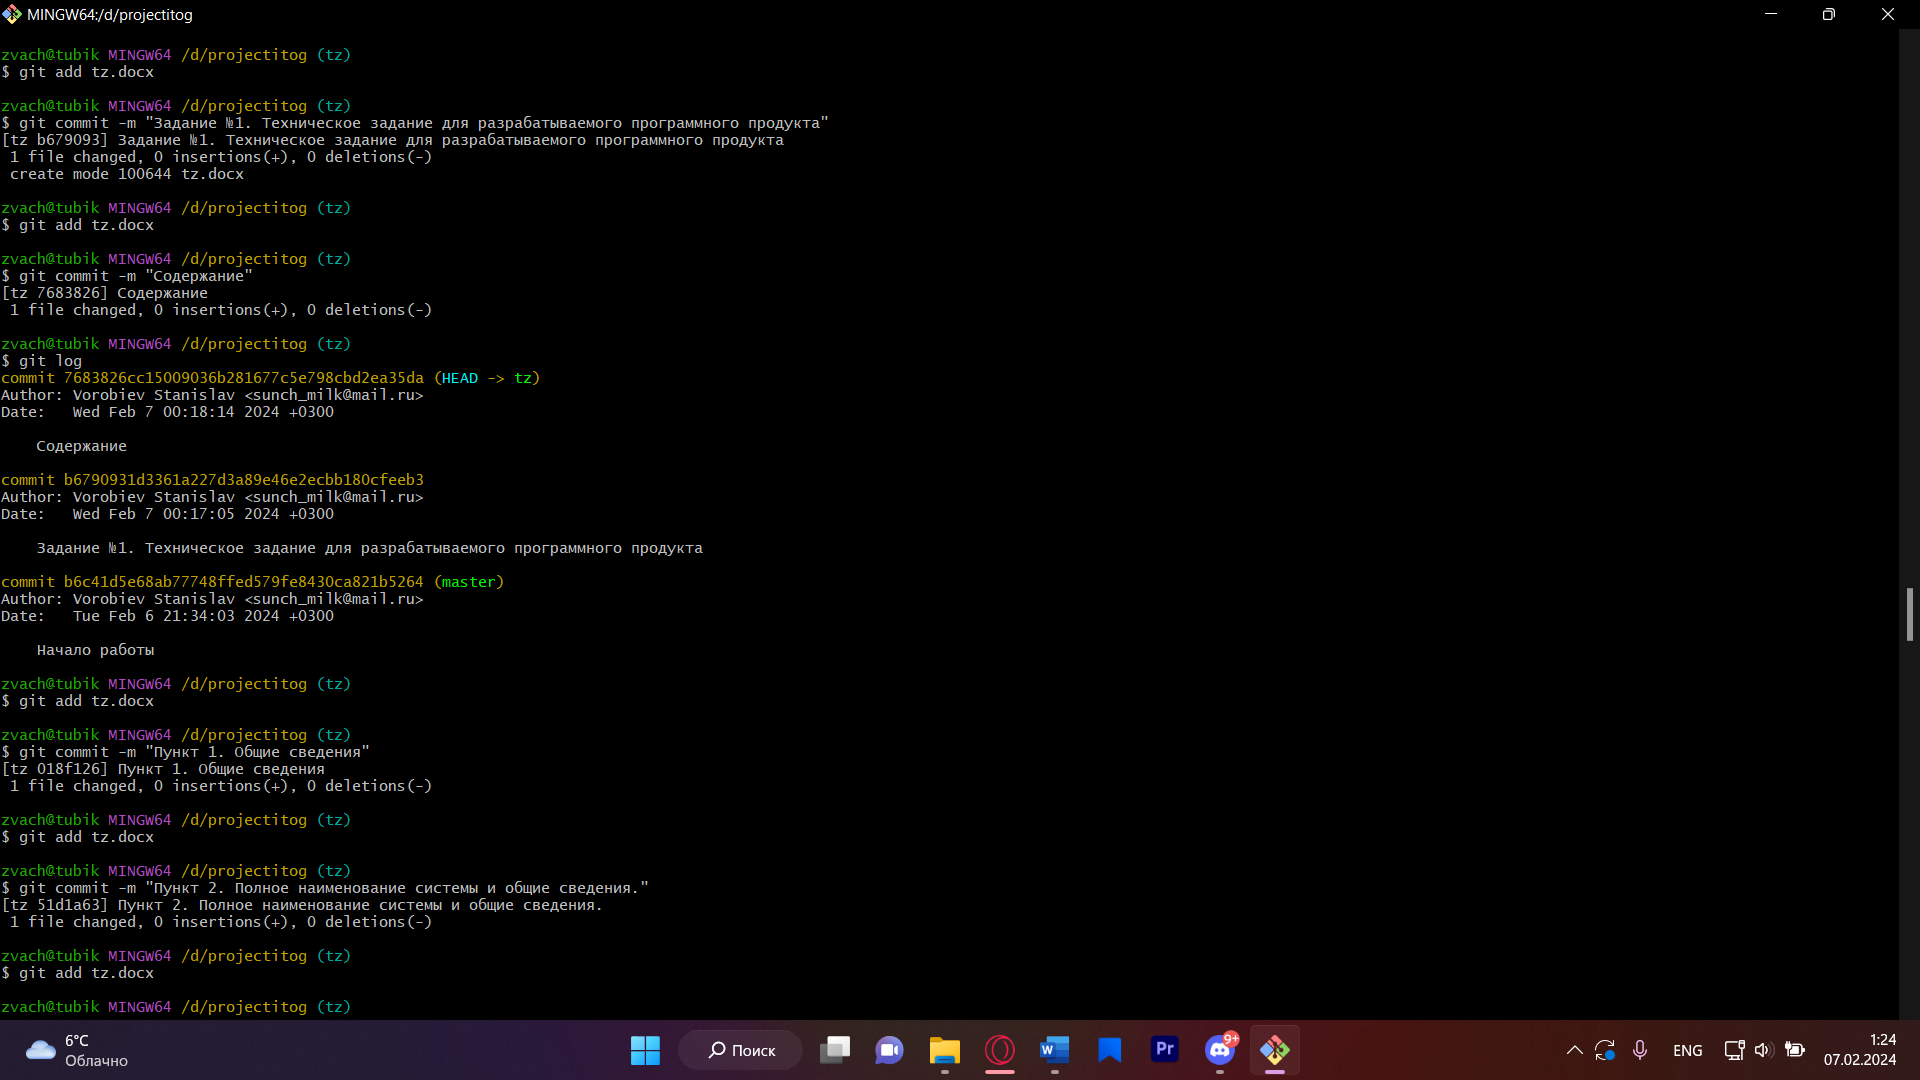 MINGW64:/d/projectitog
zvach@tubik MINGW64 /d/projectitog (tz)
$ git add tz.docx
zvach@tubik MINGW64 /d/projectitog (tz)
$ git commit -m "Задание №1. Техническое задание для разрабатываемого программного продукта"
[tz b679093] Задание №1. Техническое задание для разрабатываемого программного продукта
1 file changed, 0 insertions(+), 0 deletions(-)
create mode 100644 tz.docx
zvach@tubik MINGW64 /d/projectitog (tz)
$ git add tz.docx
zvach@tubik MINGW64 /d/projectitog (tz)
$ git commit -m "Содержание"
[tz 7683826] Содержание
1 file changed, 0 insertions(+), 0 deletions(-)
zvach@tubik MINGW64 /d/projectitog (tz)
$ git log
commit 7683826cc15009036b281677c5e798cbd2ea35da (HEAD -> tz)
Author: Vorobiev Stanislav <sunch_milk@mail.ru>
Date:   Wed Feb 7 00:18:14 2024 +0300
Содержание
commit b6790931d3361a227d3a89e46e2ecbb180cfeeb3
Author: Vorobiev Stanislav <sunch_milk@mail.ru>
Date:   Wed Feb 7 00:17:05 2024 +0300
Задание №1. Техническое задание для разрабатываемого программного продукта
commit b6c41d5e68ab77748ffed579fe8430ca821b5264 (master)
Author: Vorobiev Stanislav <sunch_milk@mail.ru>
Date:   Tue Feb 6 21:34:03 2024 +0300
Начало работы
zvach@tubik MINGW64 /d/projectitog (tz)
$ git add tz.docx
zvach@tubik MINGW64 /d/projectitog (tz)
$ git commit -m "Пункт 1. Общие сведения"
[tz 018f126] Пункт 1. Общие сведения
1 file changed, 0 insertions(+), 0 deletions(-)
zvach@tubik MINGW64 /d/projectitog (tz)
$ git add tz.docx
zvach@tubik MINGW64 /d/projectitog (tz)
$ git commit -m "Пункт 2. Полное наименование системы и общие сведения."
[tz 51d1a63] Пункт 2. Полное наименование системы и общие сведения.
1 file changed, 0 insertions(+), 0 deletions(-)
zvach@tubik MINGW64 /d/projectitog (tz)
$ git add tz.docx
zvach@tubik MINGW64 /d/projectitog (tz)
6°C
Облачно
Поиск
W
Pr
9+
ENG
1:24
07.02.2024